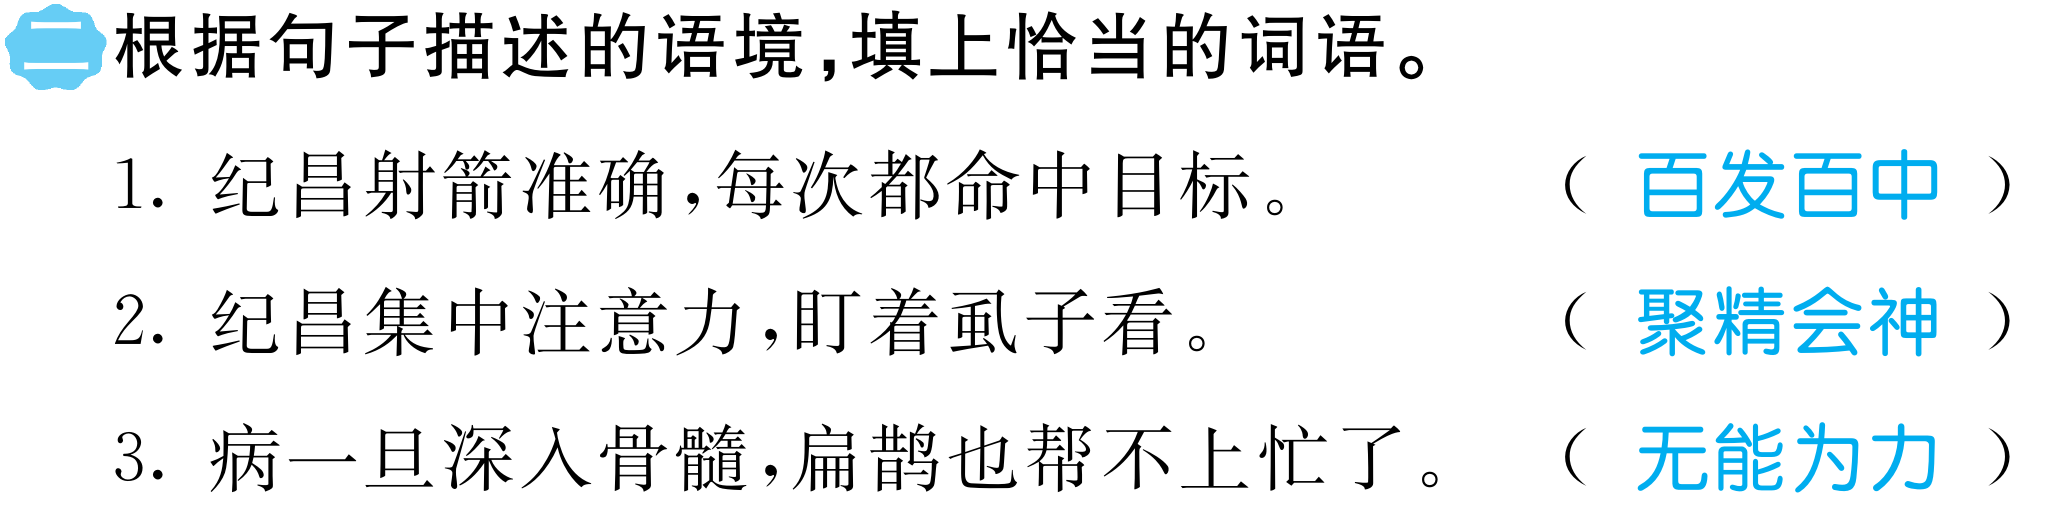 二 根据句子描述的语境,填上恰当的词语。
1. 纪昌射箭准确,每次都命中目标。 ( 百发百中 )
2. 纪昌集中注意力,盯着虱子看。 ( 聚精会神 )
3. 病一旦深入骨髓,扁鹊也帮不上忙了。 ( 无能为力 )